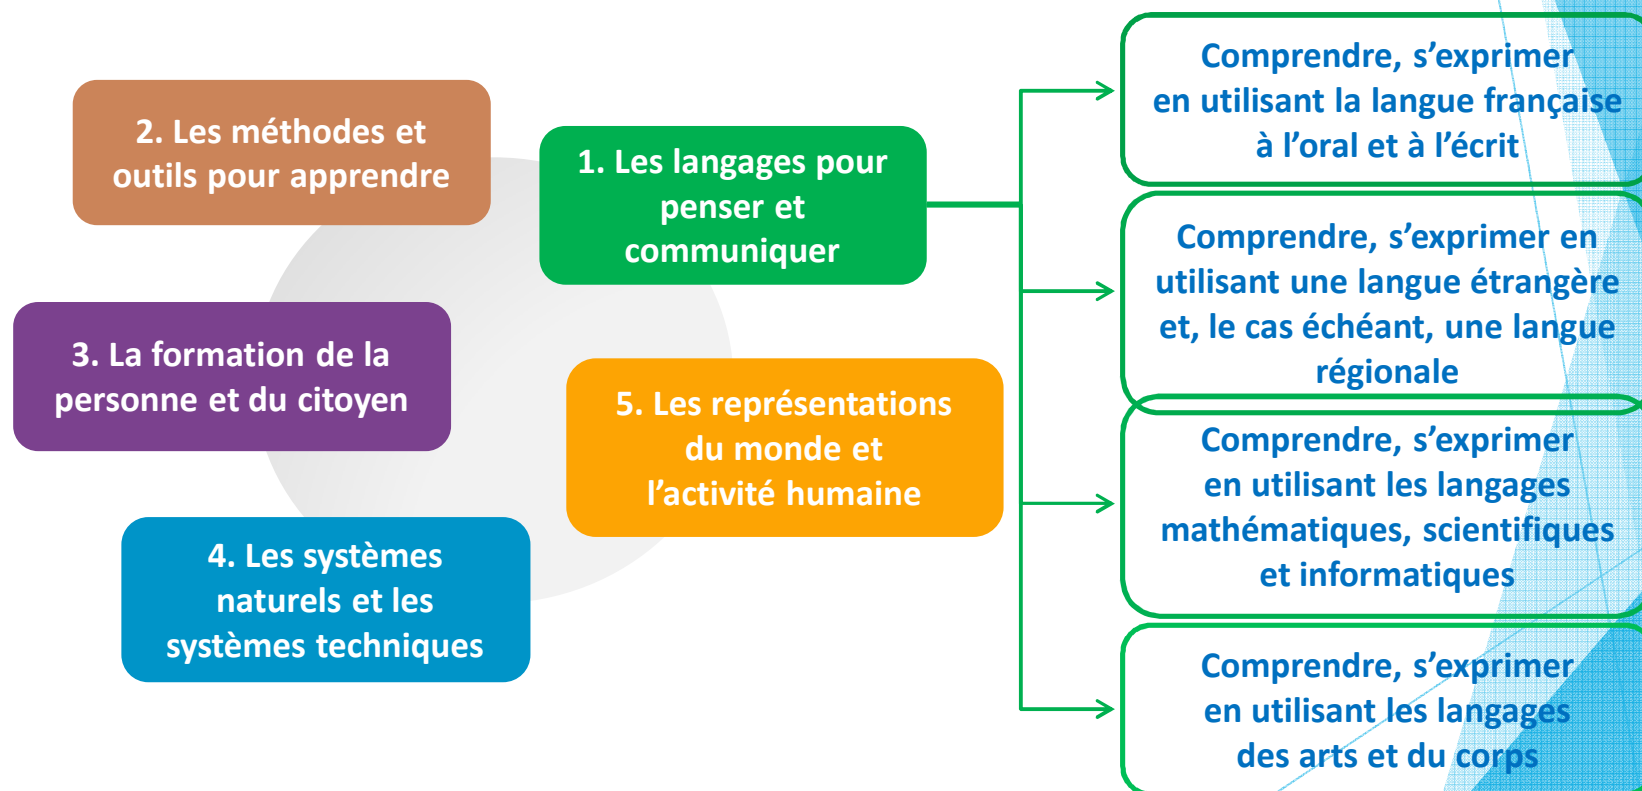 2. Les méthodes et
outils pour apprendre
1. Les langages pour
penser et
communiquer
3. La formation de la
personne et du citoyen
5. Les représentations
du monde et
l’activité humaine
4. Les systèmes
naturels et les
systèmes techniques
Comprendre, s’exprimer
en utilisant la langue française
à l’oral et à l’écrit
Comprendre, s’exprimer en
utilisant une langue étrangère
et, le cas échéant, une langue
régionale
Comprendre, s’exprimer
en utilisant les langages
mathématiques, scientifiques
et informatiques
Comprendre, s’exprimer
en utilisant les langages
des arts et du corps